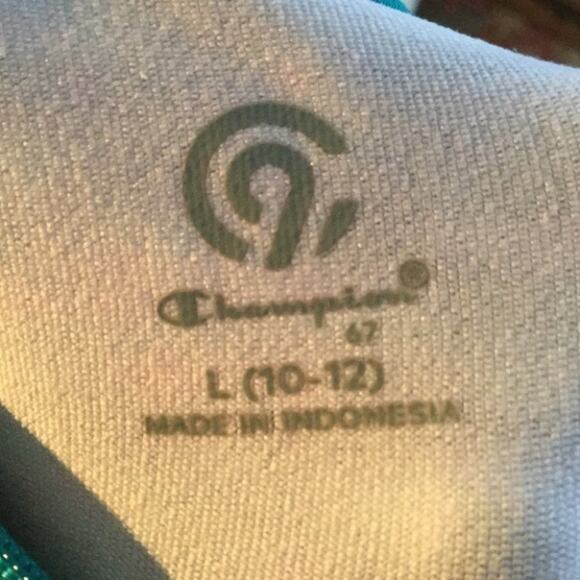 Champion®
67
L (10-12)
MADE IN INDONESIA